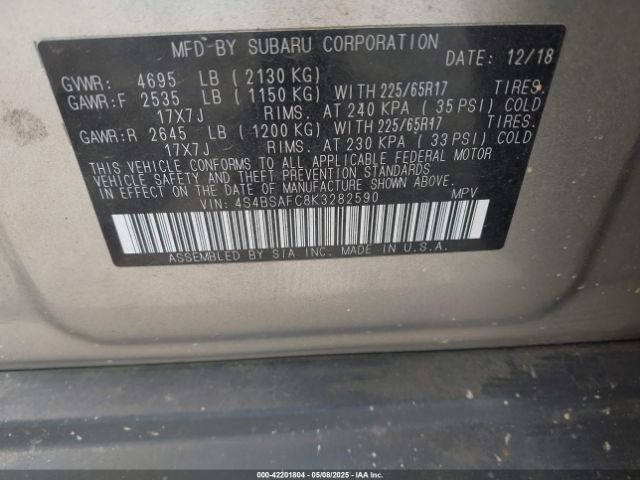 MFD BY SUBARU CORPORATION DATE: 12/18
GVWR: 4695 LB (2130 KG)
GAWR:F 2535 LB (1150 KG) WITH 225/65R17 TIRES.
17X7J RIMS. AT 240 KPA (35 PSI) COLD
GAWR:R 2645 LB (1200 KG) WITH 225/65R17 TIRES.
17X7J RIMS. AT 230 KPA (33 PSI) COLD
THIS VEHICLE CONFORMS TO ALL APPLICABLE FEDERAL MOTOR
VEHICLE SAFETY AND THEFT PREVENTION STANDARDS
IN EFFECT ON THE DATE OF MANUFACTURE SHOWN ABOVE.
VIN: 4S4BSAFC8K3282590 MPV
ASSEMBLED BY SIA INC. MADE IN U.S.A.
000-42201804 - 05/08/2025 - IAAI.com